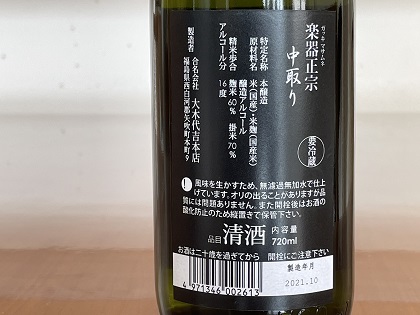 ガッキ マサムネ
楽器正宗
中取り
要冷蔵
特定名称 本醸造
原材料名 米(国産)・米麹(国産米)
醸造アルコール
精米歩合 麹米60% 掛米70%
アルコール分 16度
製造者 合名会社 大木代吉本店
福島県西白河郡矢吹町本町9
! 風味を生かすため、無濾過無加水で仕上
げています。オリの出ることがありますが品
質には問題ありません。また開栓後はお酒の
酸化防止のため縦置きで保管下さい。
品目 清酒 内容量 720ml
お酒は二十歳を過ぎてから 開栓にご注意下さい
製造年月
2021.10
4 971346 002613